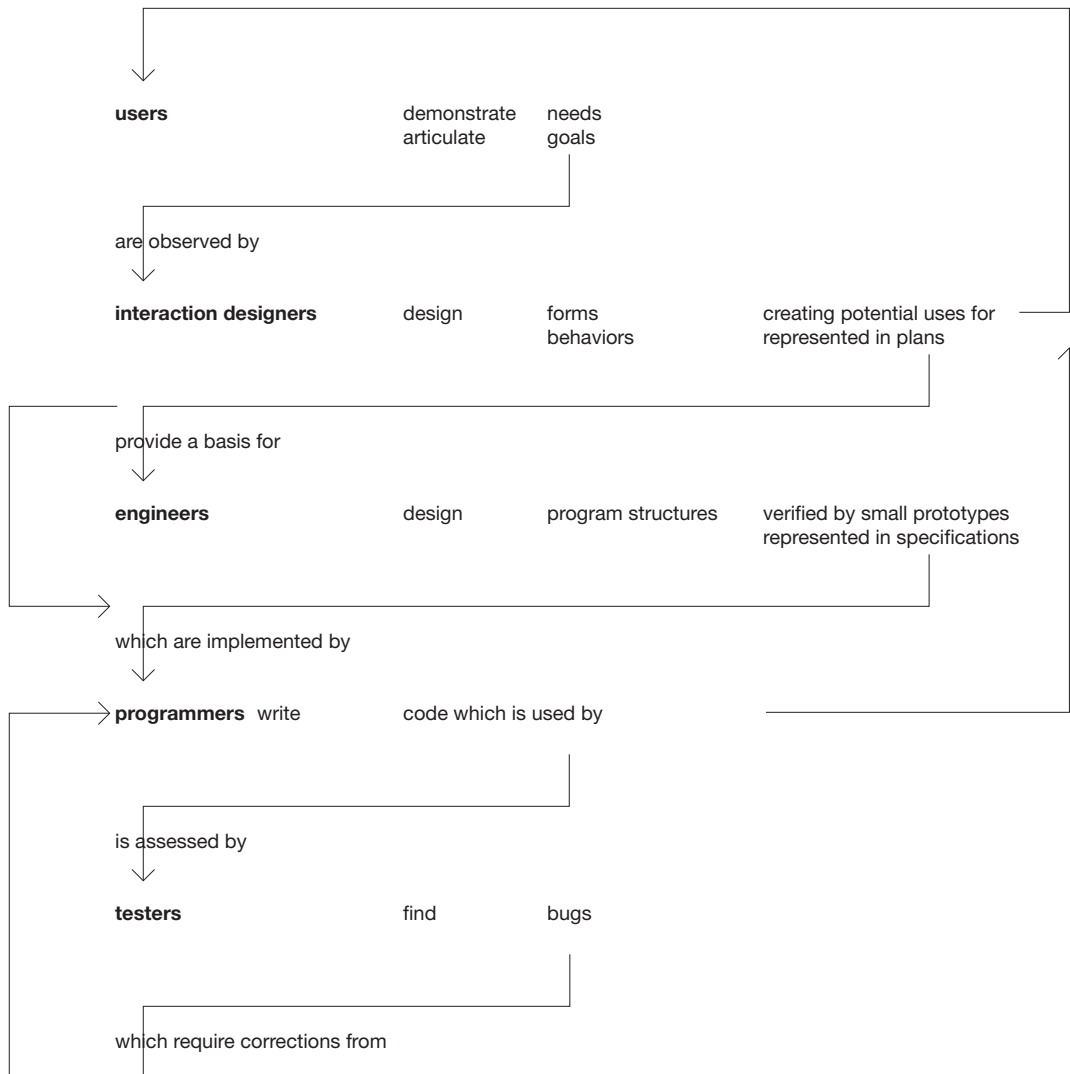 users demonstrate needs
articulate goals
are observed by
interaction designers design forms creating potential uses for
behaviors represented in plans
provide a basis for
engineers design program structures verified by small prototypes
represented in specifications
which are implemented by
programmers write code which is used by
is assessed by
testers find bugs
which require corrections from